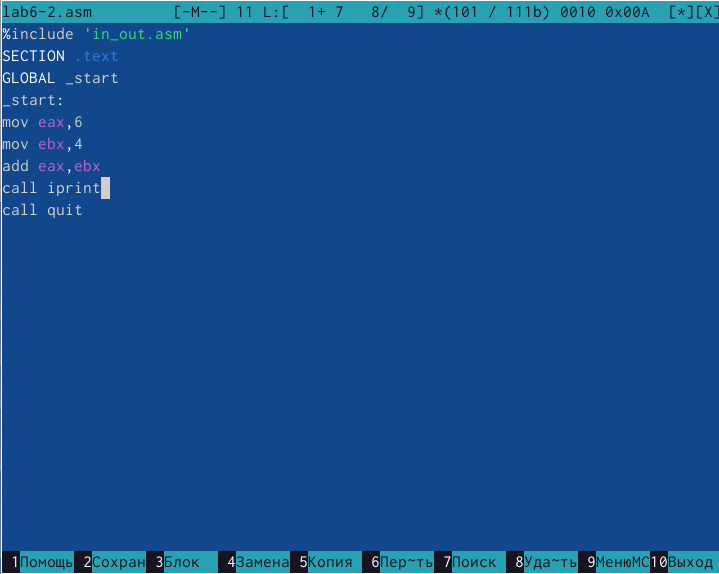 lab6-2.asm [-M--] 11 L:[ 1+ 7 8/ 9] *(101 / 111b) 0010 0x00A [*][X]
%include 'in_out.asm'
SECTION .text
GLOBAL _start
_start:
mov eax,6
mov ebx,4
add eax,ebx
call iprint
call quit
1Помощь 2Сохран 3Блок 4Замена 5Копия 6Пер~ть 7Поиск 8Уда~ть 9МенюMC 10Выход